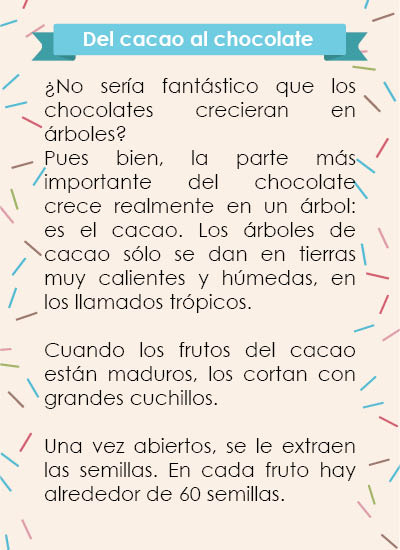 Del cacao al chocolate
¿No sería fantástico que los
chocolates crecieran en
árboles?
Pues bien, la parte más
importante del chocolate
crece realmente en un árbol:
es el cacao. Los árboles de
cacao sólo se dan en tierras
muy calientes y húmedas, en
los llamados trópicos.
Cuando los frutos del cacao
están maduros, los cortan con
grandes cuchillos.
Una vez abiertos, se le extraen
las semillas. En cada fruto hay
alrededor de 60 semillas.